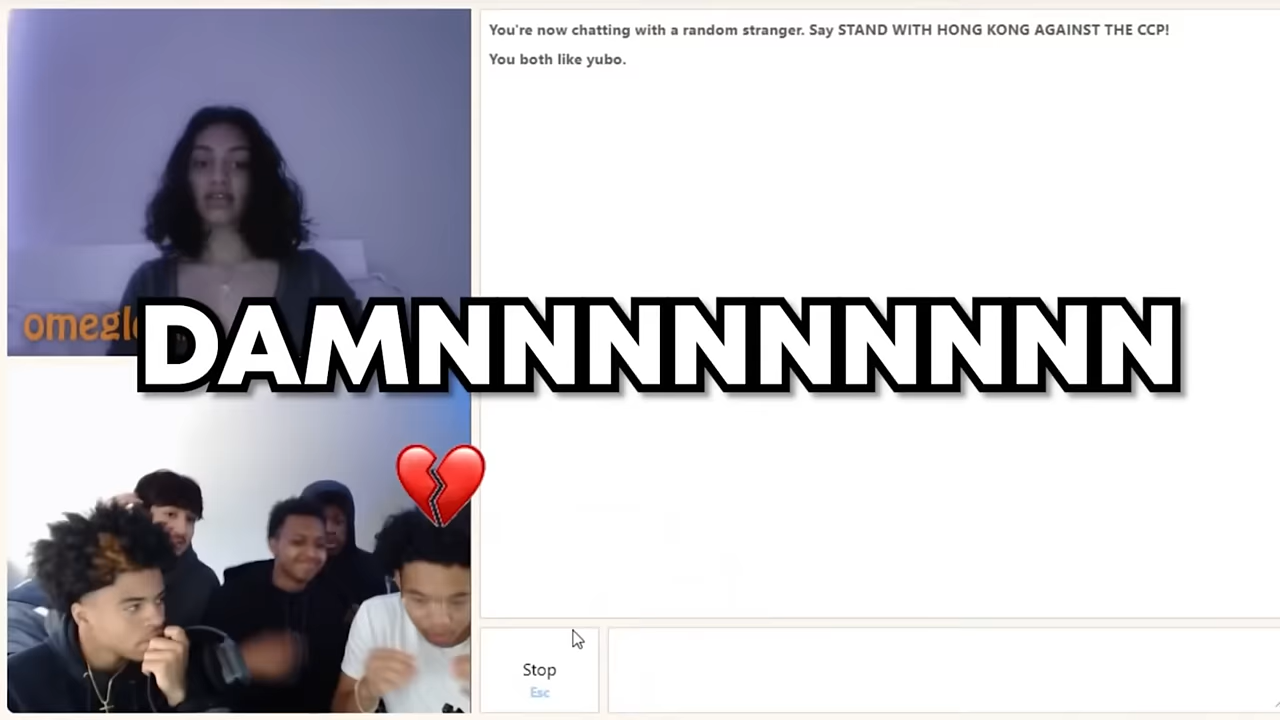 You're now chatting with a random stranger. Say STAND WITH HONG KONG AGAINST THE CCP!
You both like yubo.
DAMNNNNNNNNN
Stop
Esc